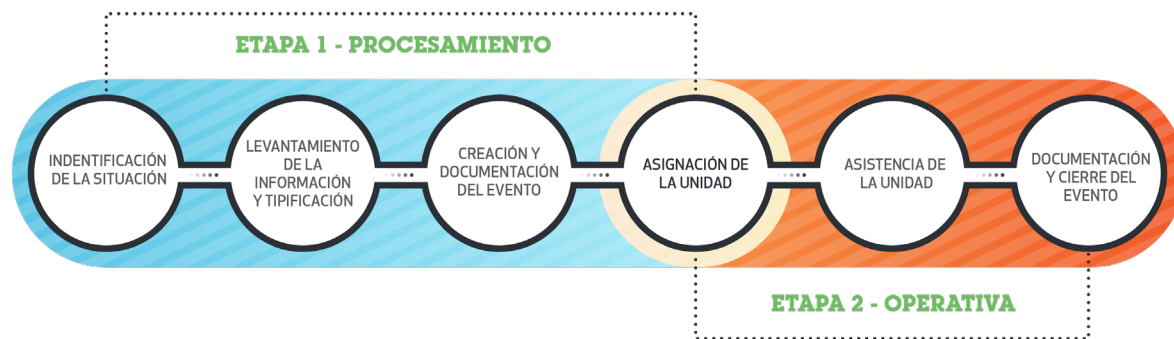 ETAPA 1 - PROCESAMIENTO
INDENTIFICACIÓN
DE LA SITUACIÓN
LEVANTAMIENTO
DE LA
INFORMACIÓN
Y TIPIFICACIÓN
CREACIÓN Y
DOCUMENTACIÓN
DEL EVENTO
ASIGNACIÓN DE
LA UNIDAD
ASISTENCIA DE
LA UNIDAD
DOCUMENTACIÓN
Y CIERRE DEL
EVENTO
ETAPA 2 - OPERATIVA